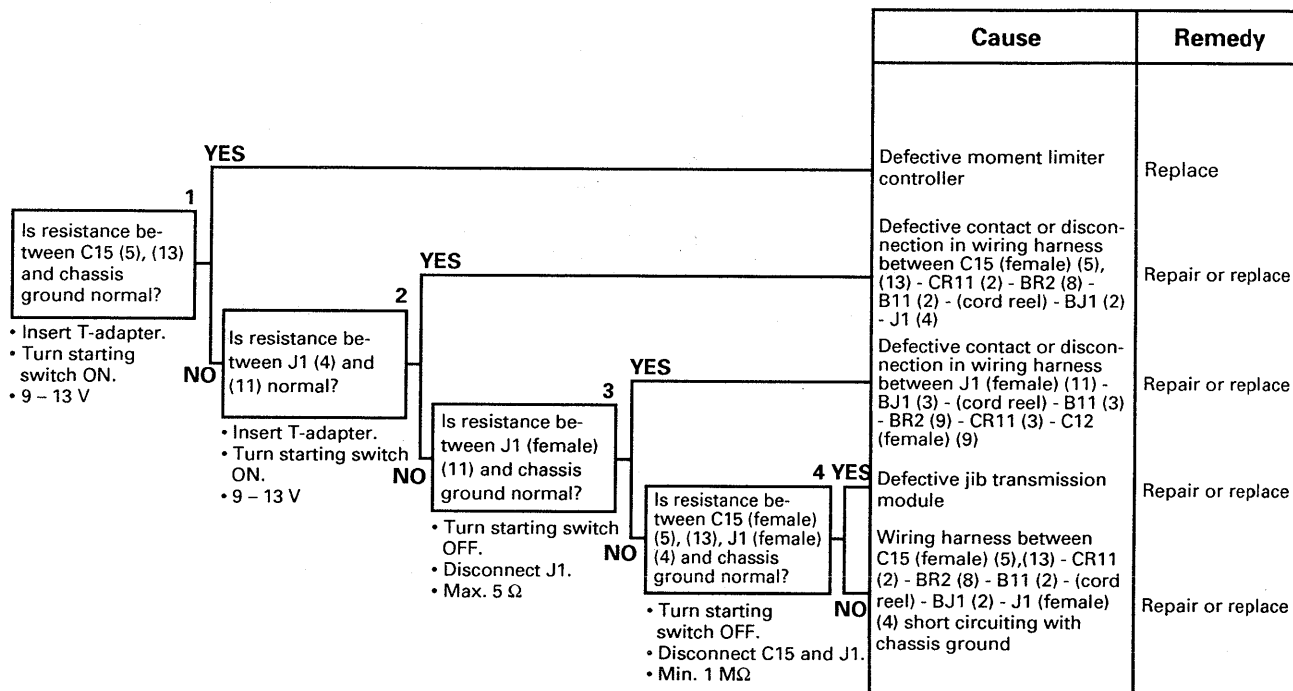 Cause
Remedy
YES
Defective moment limiter
controller
Replace
1
Is resistance be-
tween C15 (5), (13)
and chassis
ground normal?
• Insert T-adapter.
• Turn starting
switch ON.
• 9 – 13 V
NO
YES
Defective contact or discon-
nection in wiring harness
between C15 (female) (5),
(13) - CR11 (2) - BR2 (8) -
B11 (2) - (cord reel) - BJ1 (2)
- J1 (4)
Repair or replace
2
Is resistance be-
tween J1 (4) and
(11) normal?
• Insert T-adapter.
• Turn starting switch
ON.
• 9 – 13 V
NO
YES
Defective contact or discon-
nection in wiring harness
between J1 (female) (11) -
BJ1 (3) - (cord reel) - B11 (3)
- BR2 (9) - CR11 (3) - C12
(female) (9)
Repair or replace
3
Is resistance be-
tween J1 (female)
(11) and chassis
ground normal?
• Turn starting switch
OFF.
• Disconnect J1.
• Max. 5 Ω
NO
4 YES
Defective jib transmission
module
Repair or replace
Is resistance be-
tween C15 (female)
(5), (13), J1 (female)
(4) and chassis
ground normal?
• Turn starting
switch OFF.
• Disconnect C15 and J1.
• Min. 1 MΩ
NO
Wiring harness between
C15 (female) (5),(13) - CR11
(2) - BR2 (8) - B11 (2) - (cord
reel) - BJ1 (2) - J1 (female)
(4) short circuiting with
chassis ground
Repair or replace